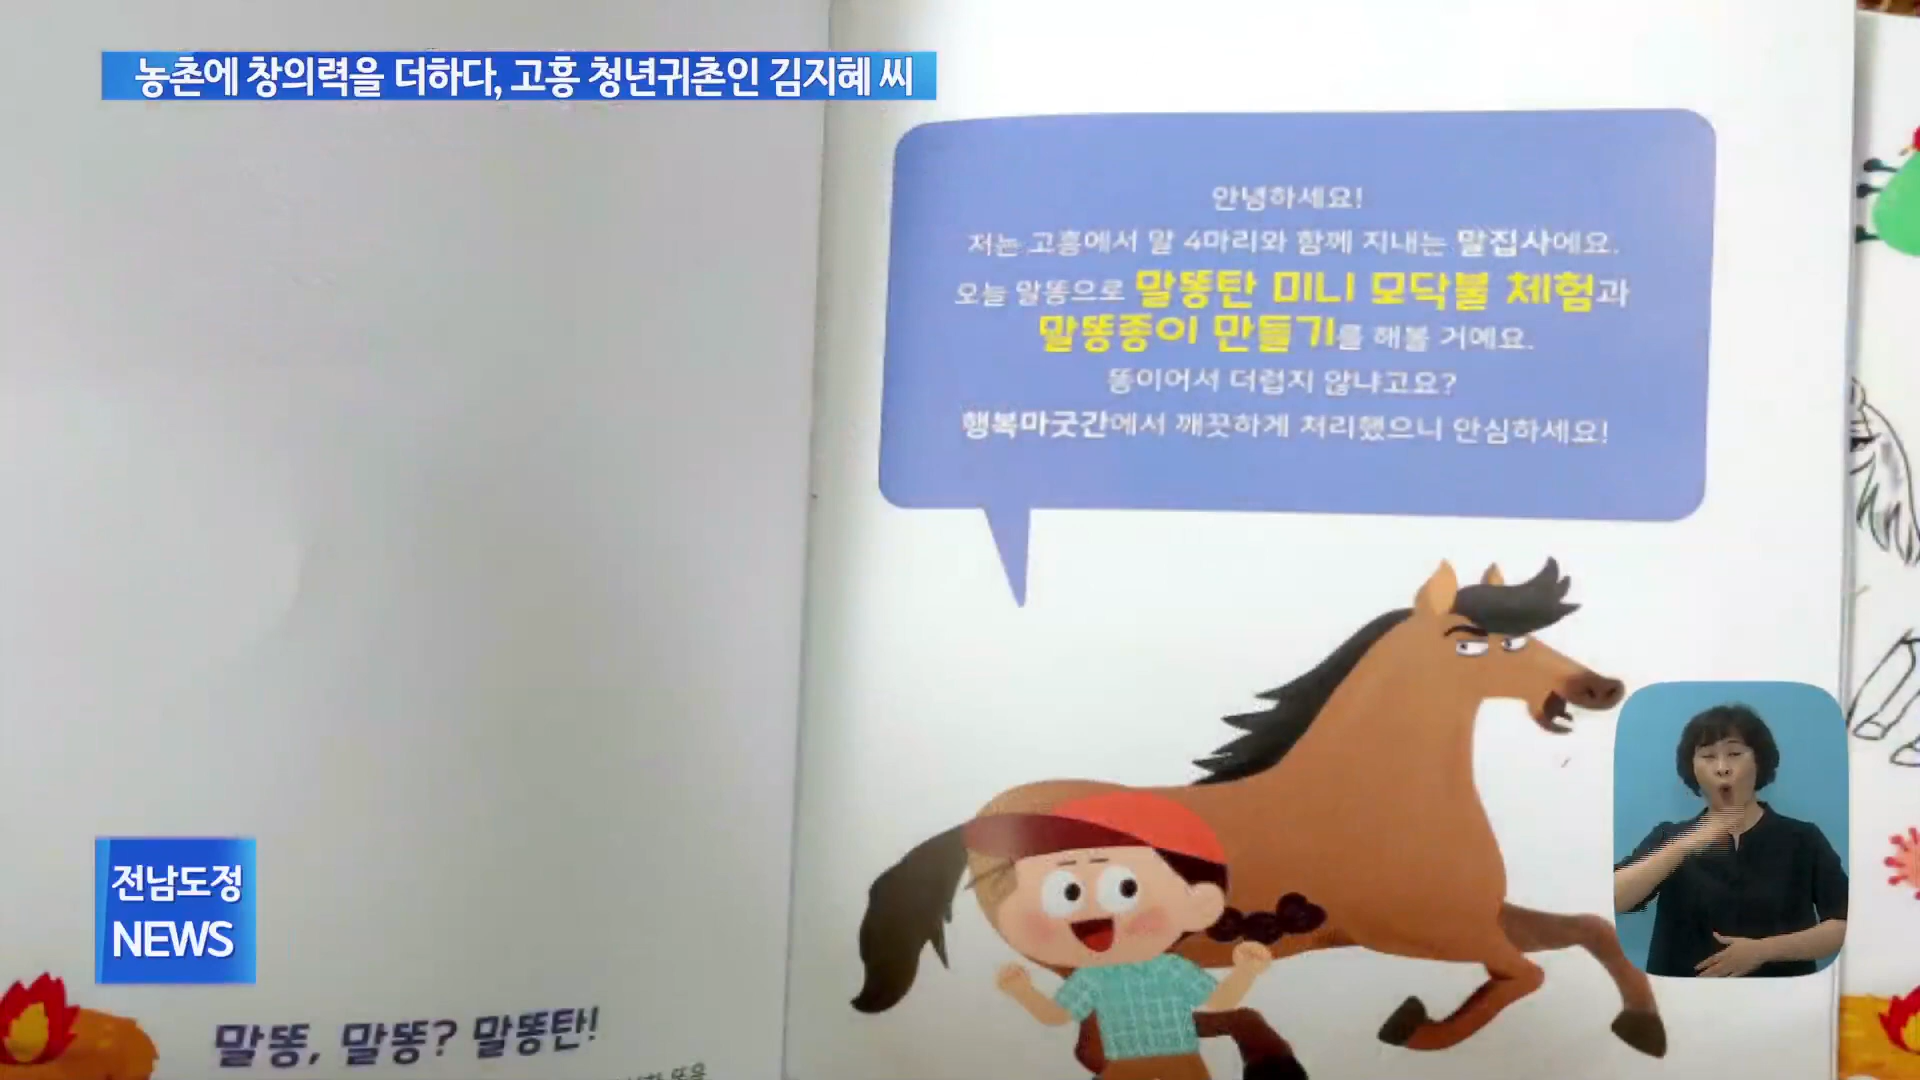 농촌에 창의력을 더하다, 고흥 청년귀촌인 김지혜 씨
안녕하세요!
저는 고흥에서 말 4마리와 함께 지내는 말집사에요.
오늘 말똥으로 말똥탄 미니 모닥불 체험과
말똥종이 만들기를 해볼 거예요.
똥이어서 더럽지 않냐고요?
행복마굿간에서 깨끗하게 처리했으니 안심하세요!
전남도정
NEWS
말똥, 말똥? 말똥탄!